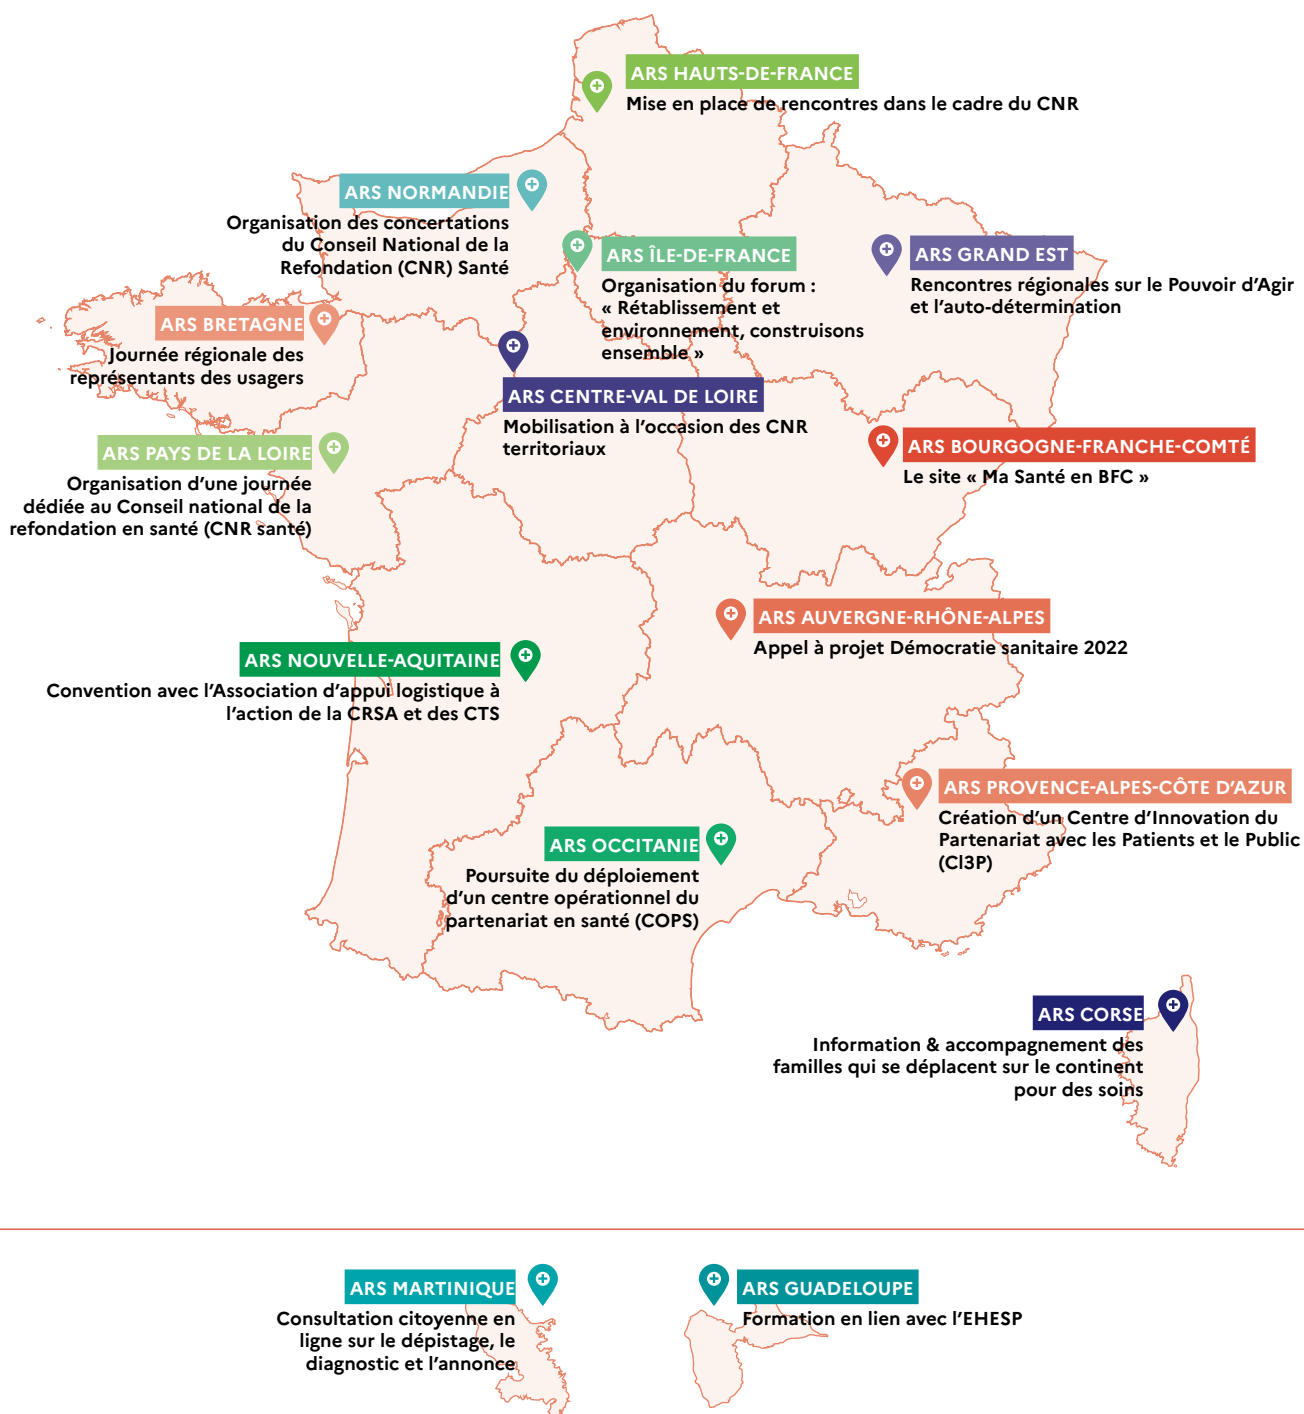 ARS HAUTS-DE-FRANCE
Mise en place de rencontres dans le cadre du CNR
ARS NORMANDIE
Organisation des concertations
du Conseil National de la
Refondation (CNR) Santé
ARS ÎLE-DE-FRANCE
Organisation du forum :
« Rétablissement et
environnement, construisons
ensemble »
ARS GRAND EST
Rencontres régionales sur le Pouvoir d’Agir
et l’auto-détermination
ARS BRETAGNE
Journée régionale des
représentants des usagers
ARS CENTRE-VAL DE LOIRE
Mobilisation à l’occasion des CNR
territoriaux
ARS PAYS DE LA LOIRE
Organisation d’une journée
dédiée au Conseil national de la
refondation en santé (CNR santé)
ARS BOURGOGNE-FRANCHE-COMTÉ
Le site « Ma Santé en BFC »
ARS AUVERGNE-RHÔNE-ALPES
Appel à projet Démocratie sanitaire 2022
ARS NOUVELLE-AQUITAINE
Convention avec l’Association d’appui logistique à
l’action de la CRSA et des CTS
ARS PROVENCE-ALPES-CÔTE D’AZUR
Création d’un Centre d’Innovation du
Partenariat avec les Patients et le Public
(CI3P)
ARS OCCITANIE
Poursuite du déploiement
d’un centre opérationnel du
partenariat en santé (COPS)
ARS CORSE
Information & accompagnement des
familles qui se déplacent sur le continent
pour des soins
ARS MARTINIQUE
Consultation citoyenne en
ligne sur le dépistage, le
diagnostic et l’annonce
ARS GUADELOUPE
Formation en lien avec l’EHESP